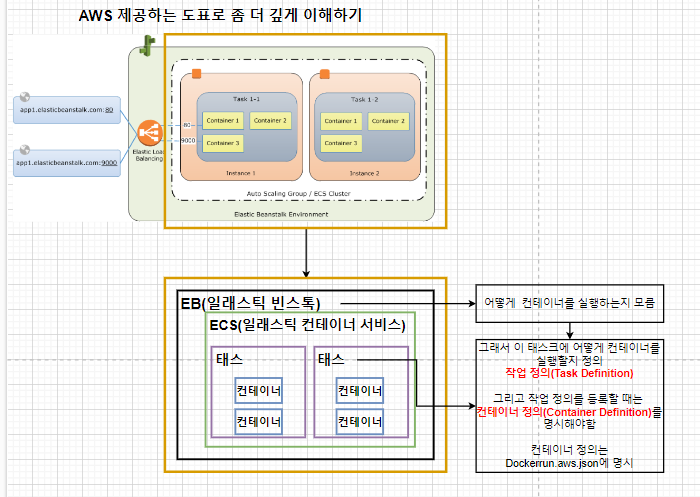 AWS 제공하는 도표로 좀 더 깊게 이해하기
app1.elasticbeanstalk.com:80
app1.elasticbeanstalk.com:9000
Elastic Load
Balancing
80
9000
Task 1-1
Container 1
Container 2
Container 3
Instance 1
Task 1-2
Container 1
Container 2
Container 3
Instance 2
Auto Scaling Group / ECS Cluster
Elastic Beanstalk Environment
EB(일래스틱 빈스톡)
ECS(일래스틱 컨테이너 서비스)
태스
컨테이너
컨테이너
태스
컨테이너
컨테이너
어떻게 컨테이너를 실행하는지 모름
그래서 이 태스크에 어떻게 컨테이너를
실행할지 정의
작업 정의(Task Definition)
그리고 작업 정의를 등록할 때는
컨테이너 정의(Container Definition)를
명시해야함
컨테이너 정의는
Dockerrun.aws.json에 명시